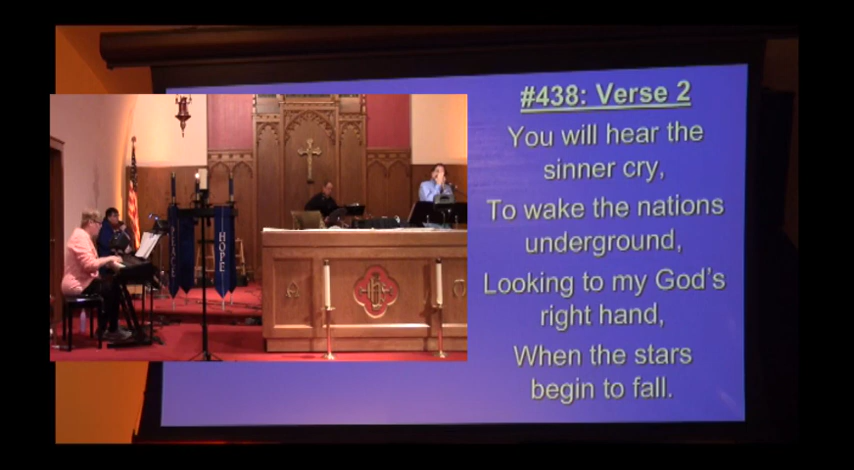 #438: Verse 2
You will hear the
sinner cry,
To wake the nations
underground,
Looking to my God's
right hand,
When the stars
begin to fall.
PEACE
HOPE